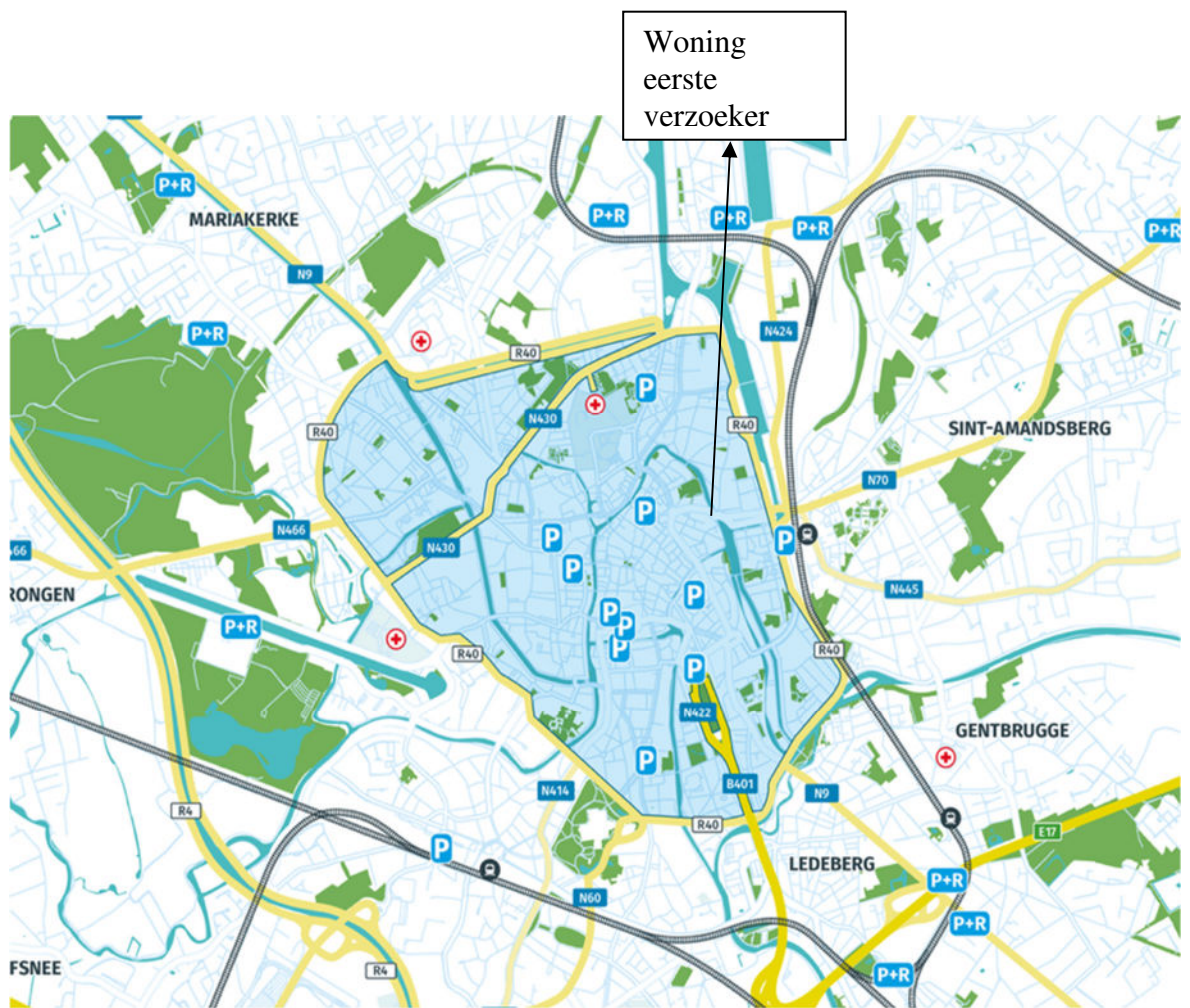 Woning
eerste
verzoeker
P+R
MARIAKERKE
P+R
P+R
P+R
P+R
N9
P+R
N424
R40
P
N430
R40
R40
SINT-AMANDSBERG
N70
N466
P
P
N430
P
466
P
N445
RONGEN
P
P
P
P+R
P
R40
R40
P
N422
GENTBRUGGE
P
B401
N414
N9
R4
R40
E17
P
LEDEBERG
P+R
N60
P+R
FSNEE
R4
P+R